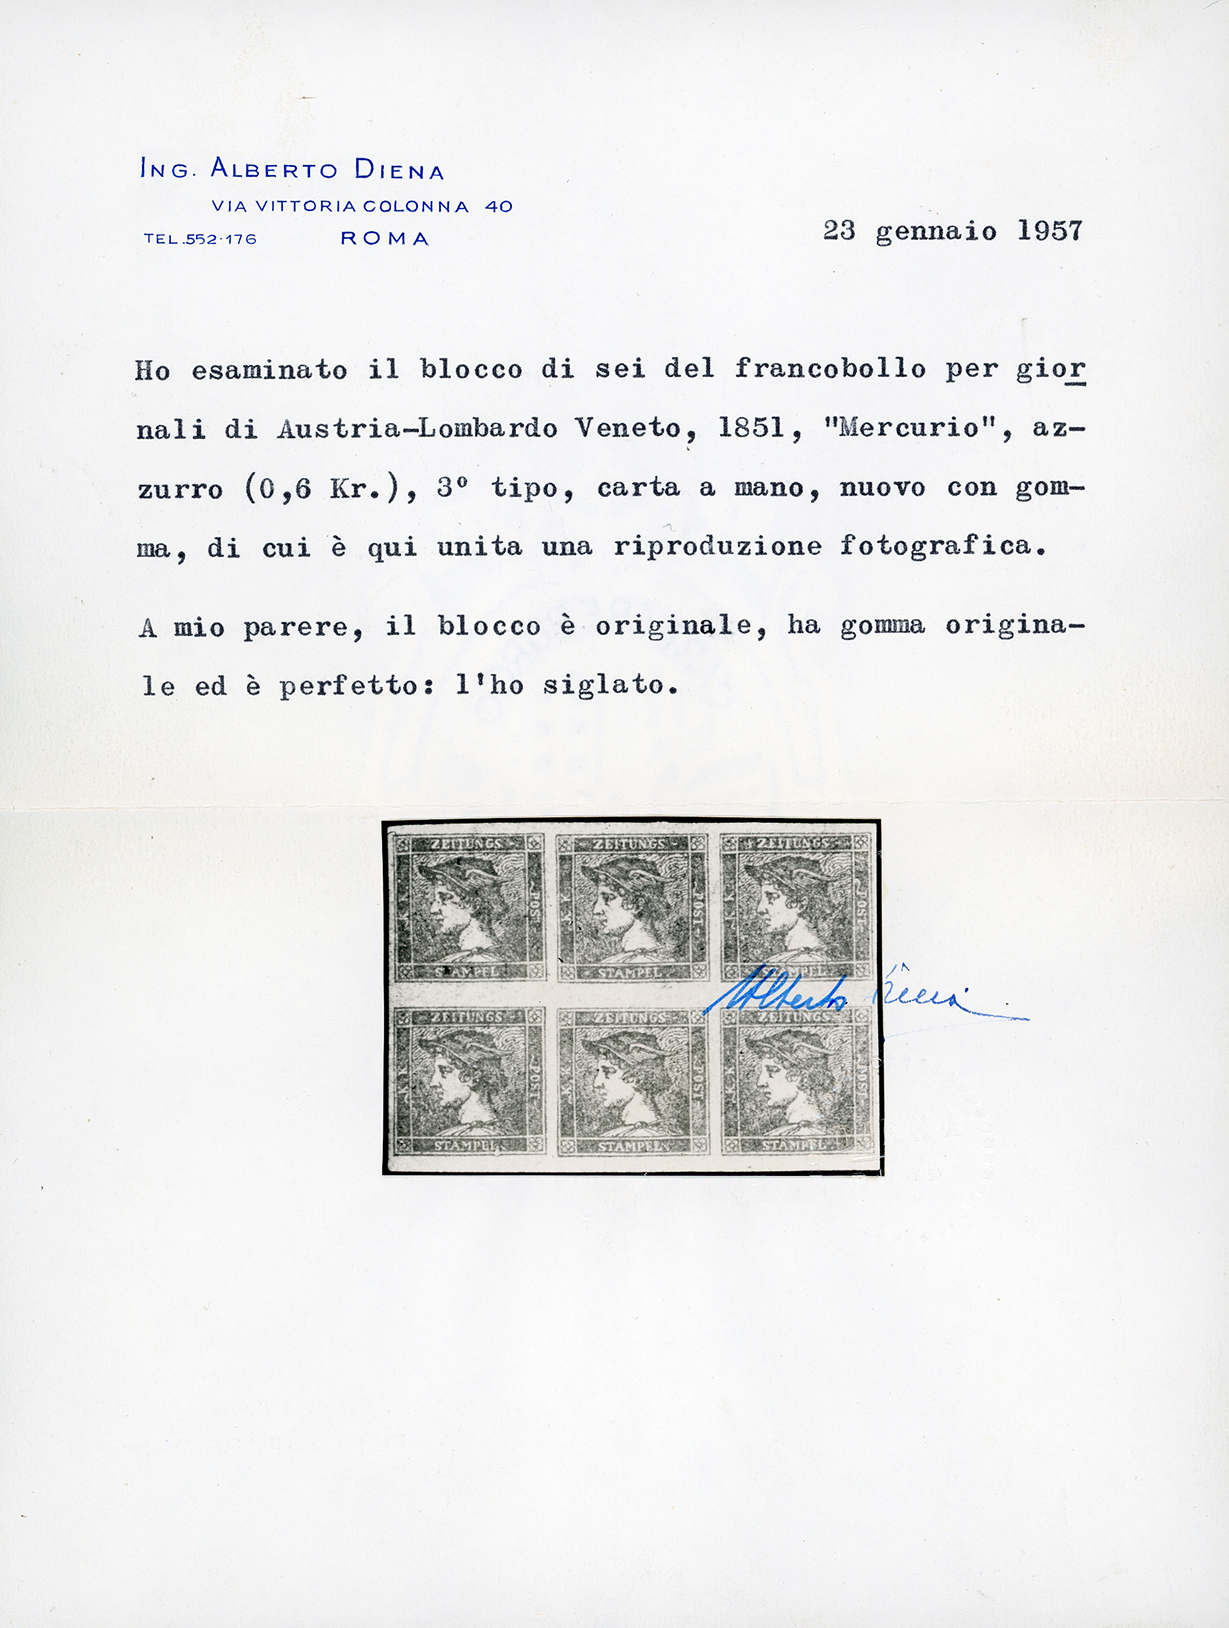 ING. ALBERTO DIENA
VIA VITTORIA COLONNA 40
TEL. 552-176 ROMA
23 gennaio 1957
Ho esaminato il blocco di sei del francobollo per gior
nali di Austria-Lombardo Veneto, 1851, "Mercurio", az-
zurro (0,6 Kr.), 3º tipo, carta a mano, nuovo con gom-
ma, di cui è qui unita una riproduzione fotografica.
A mio parere, il blocco è originale, ha gomma origina-
le ed è perfetto: l'ho siglato.
ZEITUNGS ZEITUNGS ZEITUNGS
K.K. POST- K.K. POST- K.K. POST-
STAMPEL STAMPEL STAMPEL
Alberto Diena
ZEITUNGS ZEITUNGS ZEITUNGS
K.K. POST- K.K. POST- K.K. POST-
STAMPEL STAMPEL STAMPEL